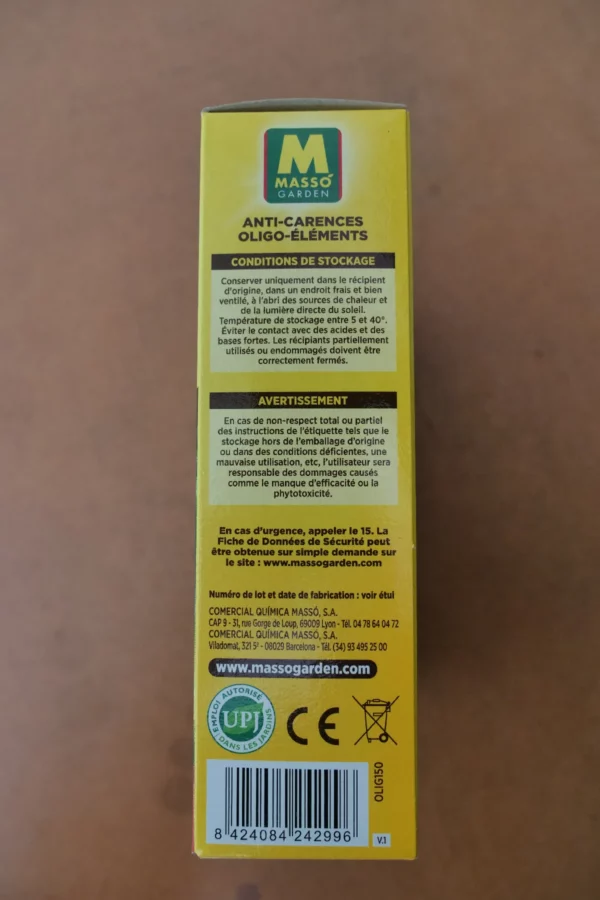 M
MASSÓ
GARDEN
ANTI-CARENCES
OLIGO-ÉLÉMENTS
CONDITIONS DE STOCKAGE
Conserver uniquement dans le récipient
d'origine, dans un endroit frais et bien
ventilé, à l'abri des sources de chaleur et
de la lumière directe du soleil.
Température de stockage entre 5 et 40°.
Éviter le contact avec des acides et des
bases fortes. Les récipiants partiellement
utilisés ou endommagés doivent être
correctement fermés.
AVERTISSEMENT
En cas de non-respect total ou partiel
des instructions de l'étiquette tels que le
stockage hors de l'emballage d'origine
ou dans des conditions déficientes, une
mauvaise utilisation, etc, l'utilisateur sera
responsable des dommages causés
comme le manque d'efficacité ou la
phytotoxicité.
En cas d'urgence, appeler le 15. La
Fiche de Données de Sécurité peut
être obtenue sur simple demande sur
le site : www.massogarden.com
Numéro de lot et date de fabrication : voir étui
COMERCIAL QUÍMICA MASSÓ, S.A.
CAP 9 - 31, rue Gorge de Loup, 69009 Lyon - Tél. 04 78 64 04 72
COMERCIAL QUÍMICA MASSÓ, S.A.
Viladomat, 321 5º - 08029 Barcelona - Tél. (34) 93 495 25 00
www.massogarden.com
EMPLOI AUTORISÉ
UPJ
DANS LES JARDINS
CE
OLIG150
8 424084 242996
V.1